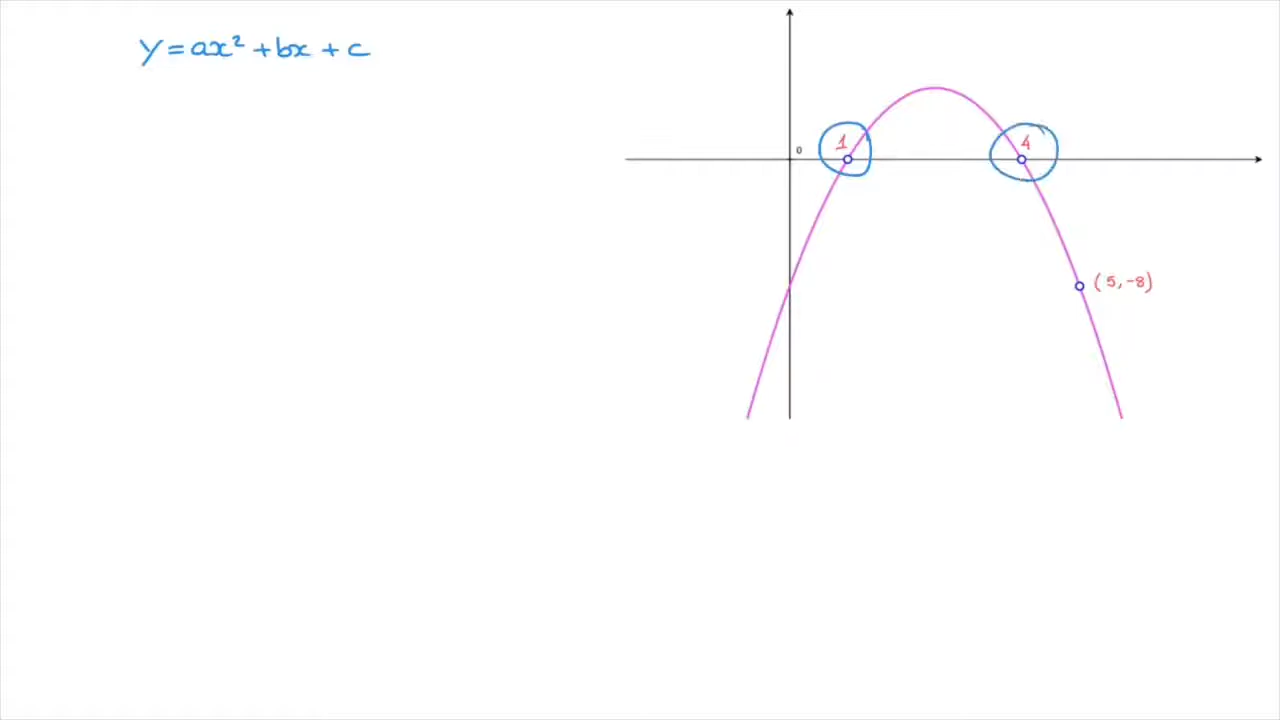 y = ax² + bx + c
1
4
0
(5, -8)